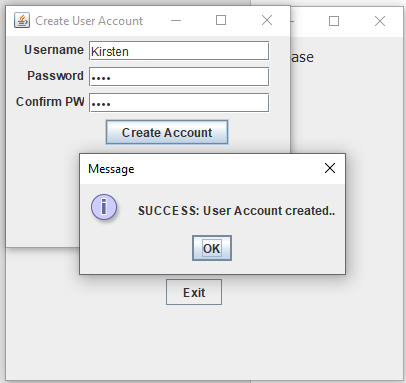 Create User Account
ase
Username Kirsten
Password ••••
Confirm PW ••••
Create Account
Message
SUCCESS: User Account created..
OK
Exit